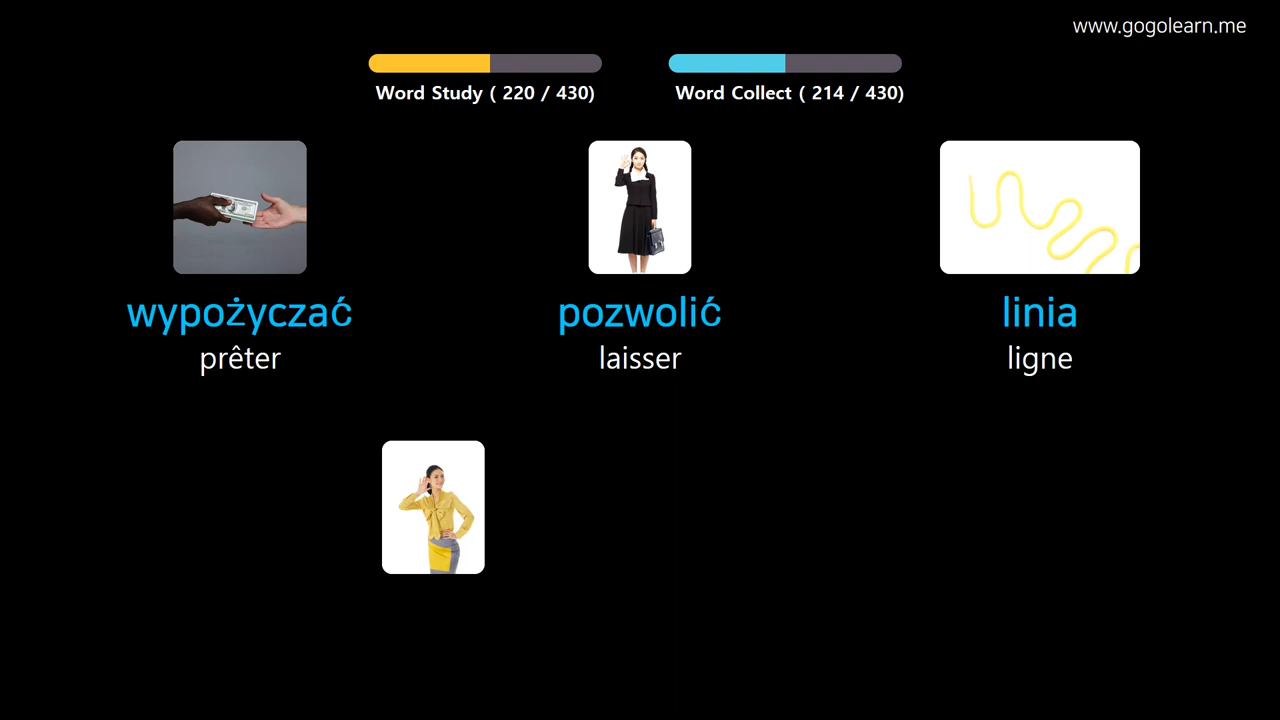 www.gogolearn.me
Word Study ( 220 / 430)
Word Collect ( 214 / 430)
wypożyczać
prêter
pozwolić
laisser
linia
ligne